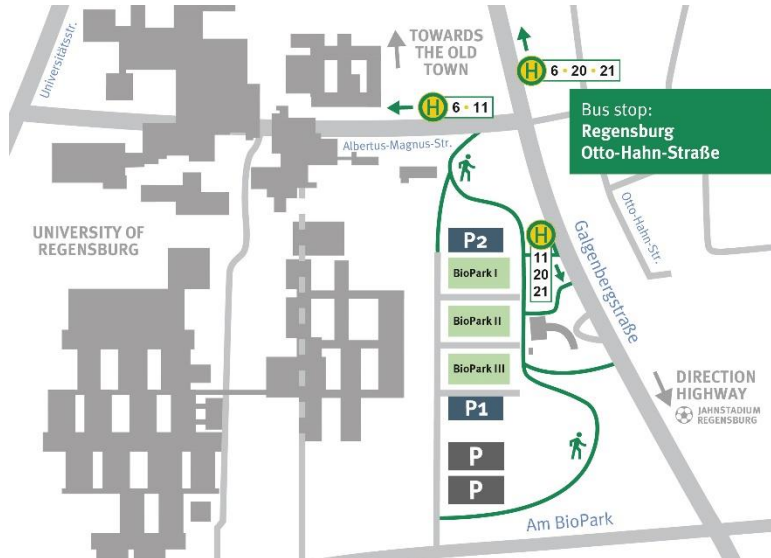 Universitätsstr.
TOWARDS
THE OLD
TOWN
H 6 • 20 • 21
H 6 • 11
Albertus-Magnus-Str.
Bus stop:
Regensburg
Otto-Hahn-Straße
UNIVERSITY OF
REGENSBURG
Otto-Hahn-Str.
P2
H
11
20
21
Galgenbergstraße
BioPark I
BioPark II
BioPark III
P1
DIRECTION
HIGHWAY
JAHNSTADIUM
REGENSBURG
P
P
Am BioPark